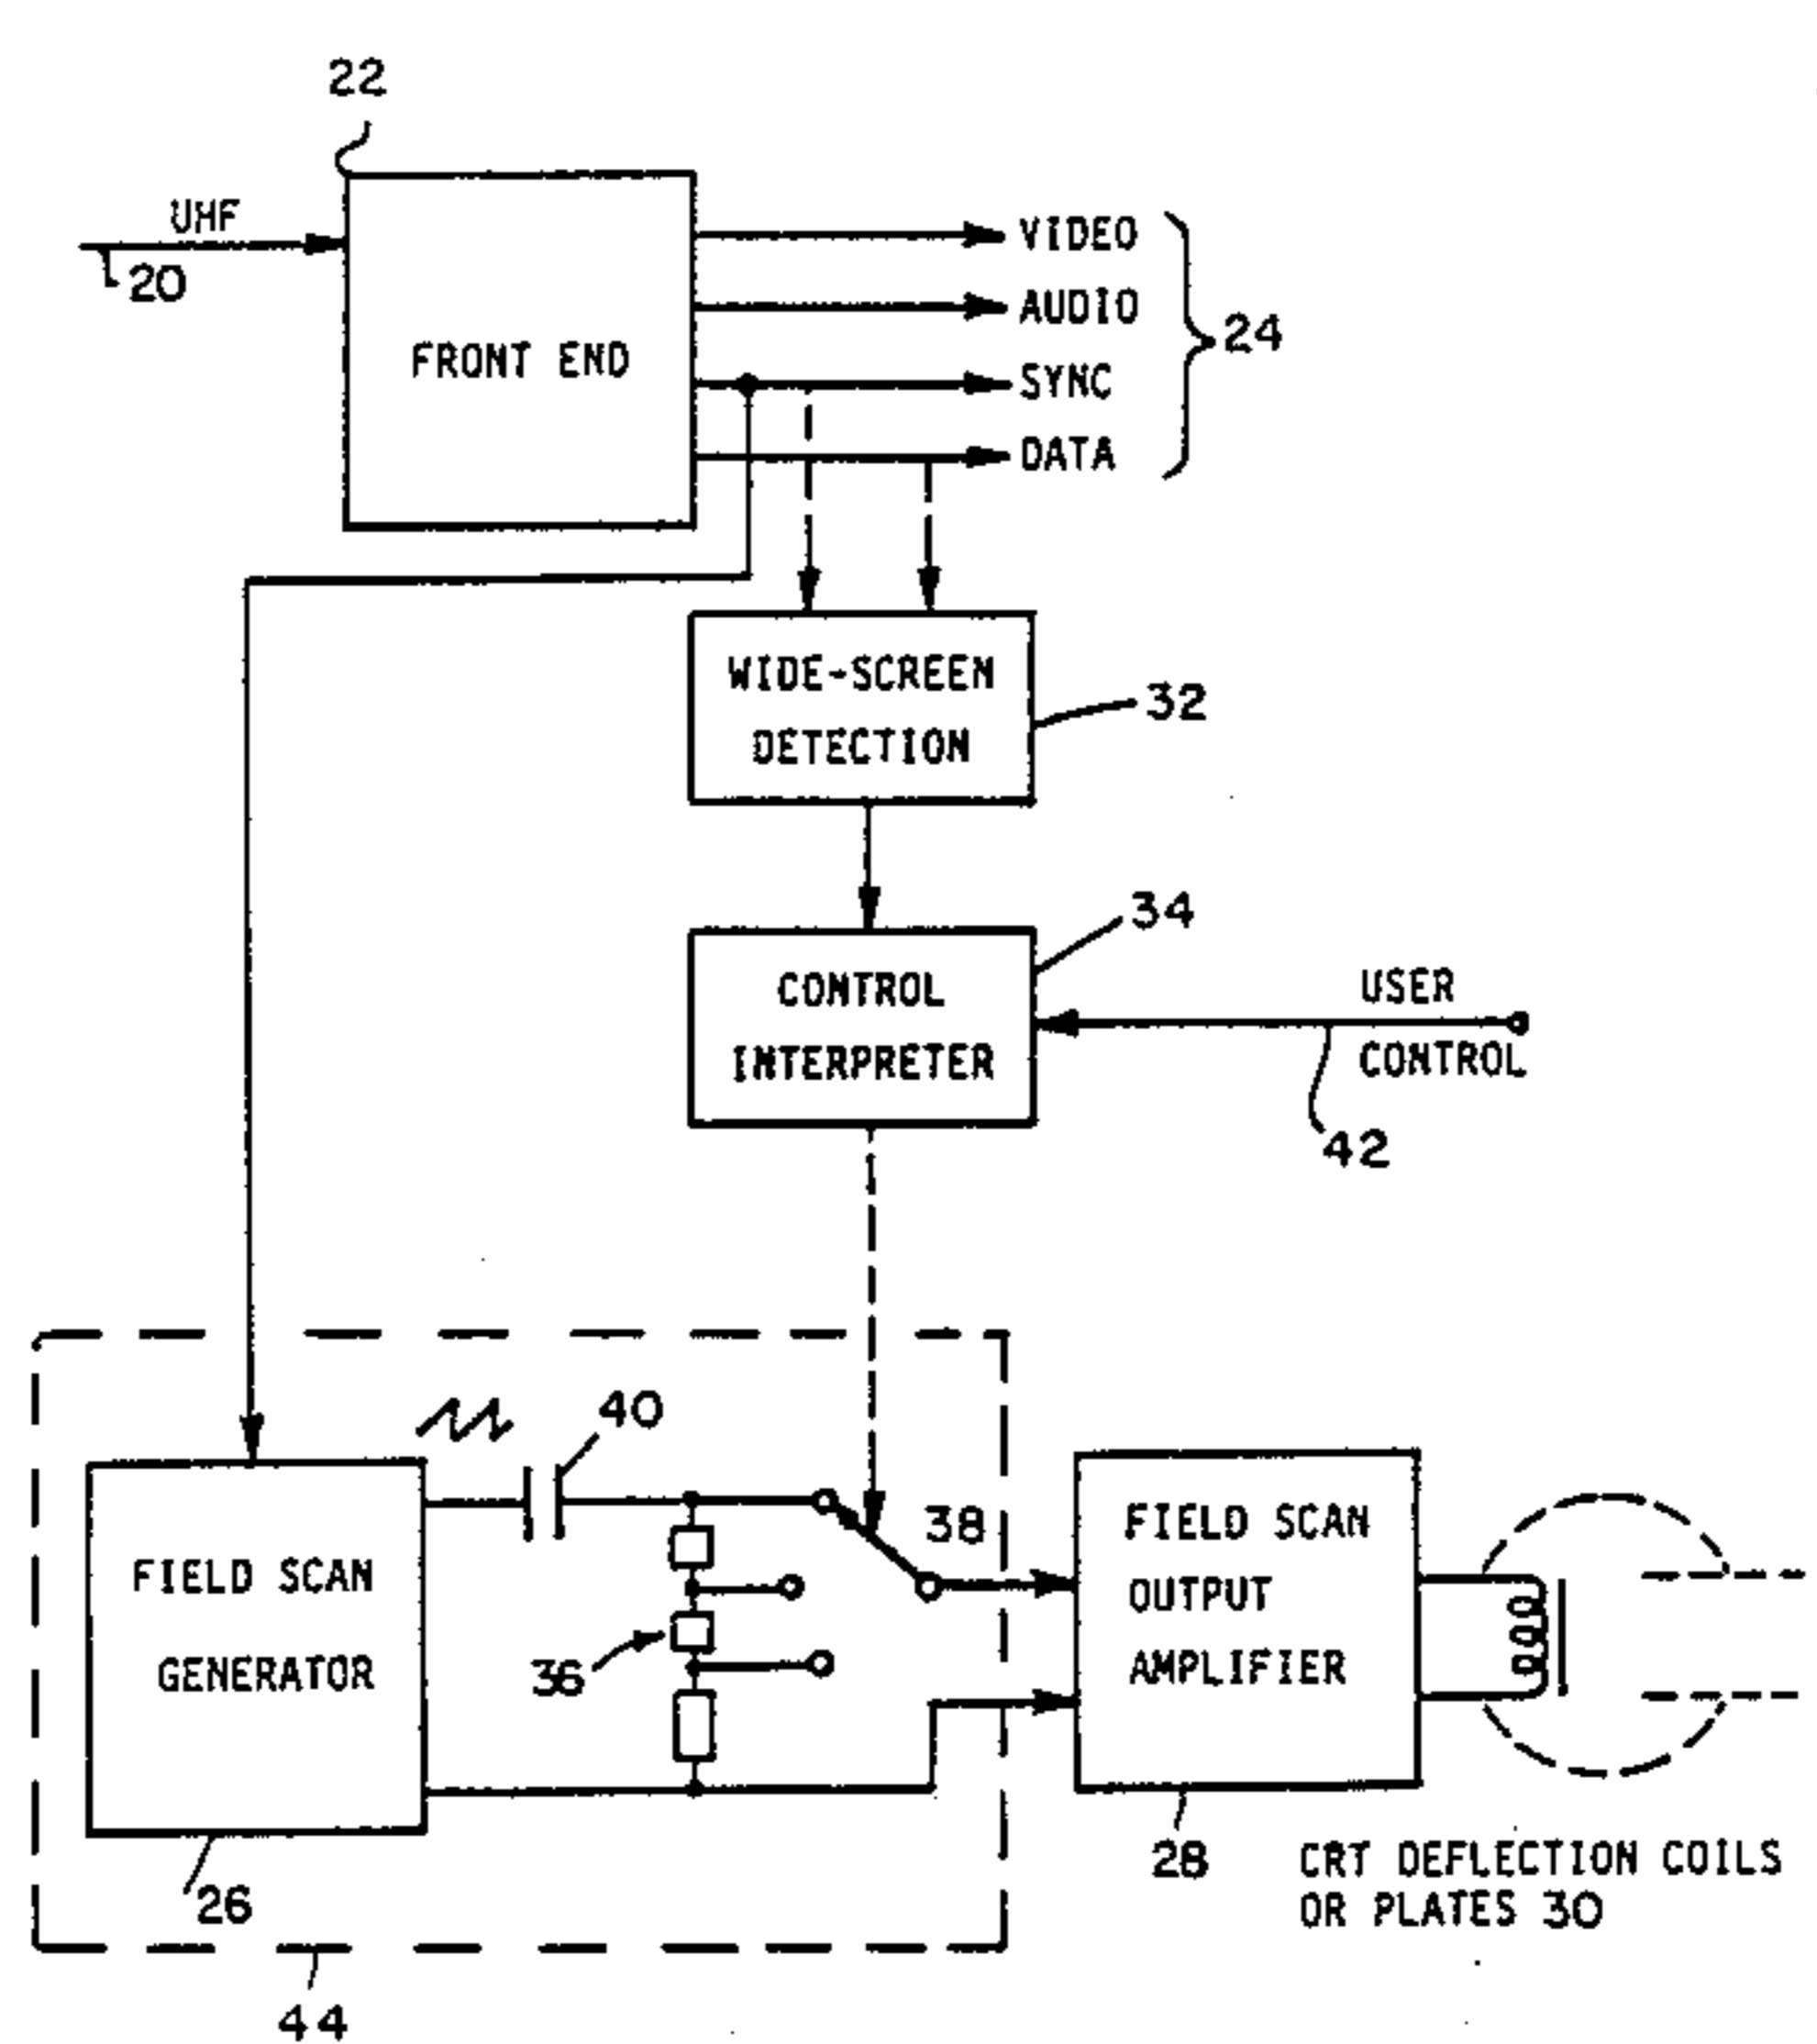 22
UHF
20
FRONT END
VIDEO
AUDIO
SYNC
DATA
24
WIDE-SCREEN
DETECTION
32
34
CONTROL
INTERPRETER
USER
CONTROL
42
40
38
36
FIELD SCAN
GENERATOR
26
44
FIELD SCAN
OUTPUT
AMPLIFIER
28
CRT DEFLECTION COILS
OR PLATES 30